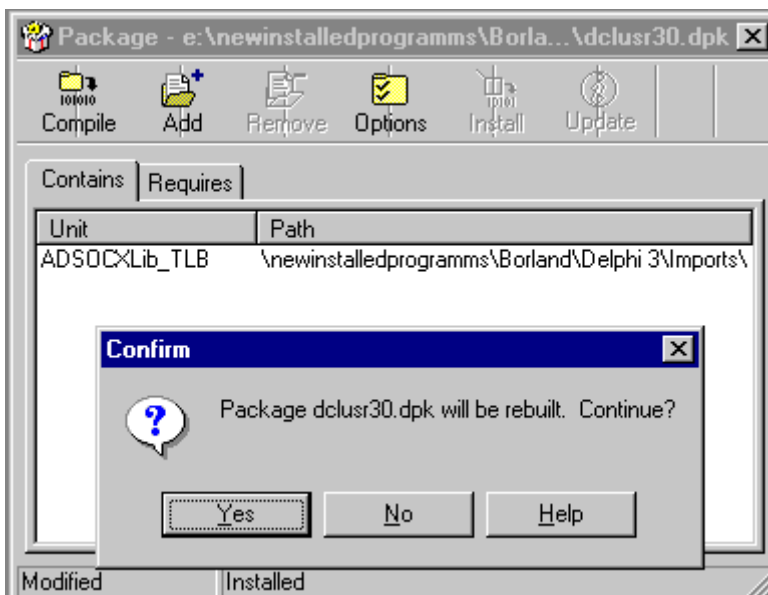 Package - e:\newinstalledprogramms\Borla...\dclusr30.dpk
Compile Add Remove Options Install Update
Contains Requires
Unit Path
ADSOCXLib_TLB \newinstalledprogramms\Borland\Delphi 3\Imports\
Confirm
Package dclusr30.dpk will be rebuilt. Continue?
Yes No Help
Modified Installed